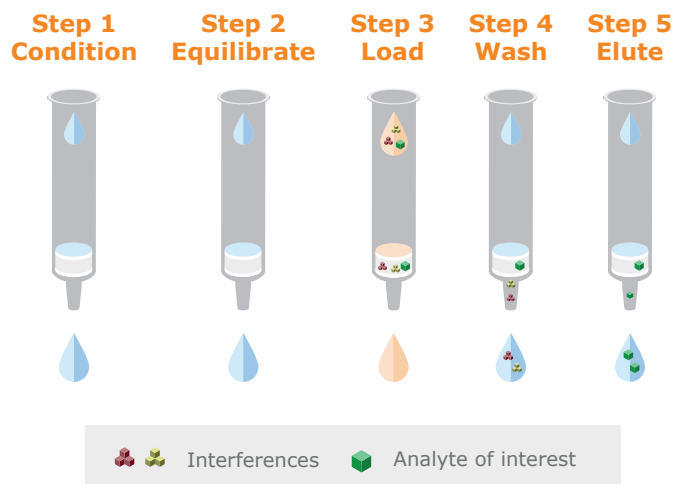 Step 1
Condition
Step 2
Equilibrate
Step 3
Load
Step 4
Wash
Step 5
Elute
Interferences
Analyte of interest